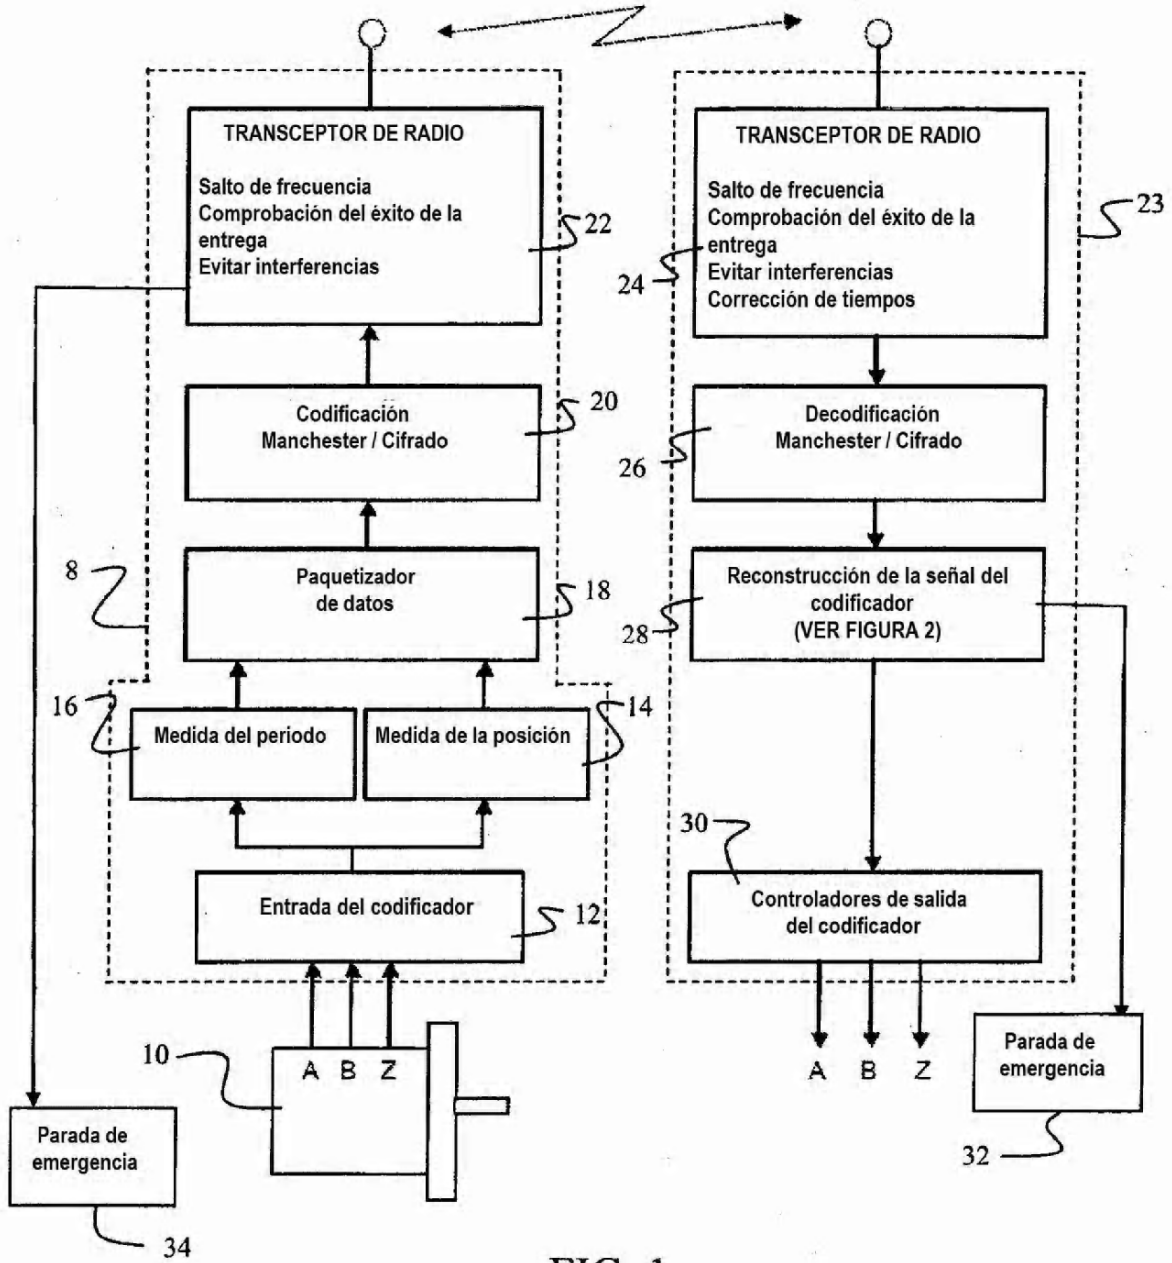 TRANSCEPTOR DE RADIO
Salto de frecuencia
Comprobación del éxito de la
entrega
Evitar interferencias
22
TRANSCEPTOR DE RADIO
Salto de frecuencia
Comprobación del éxito de la
entrega
Evitar interferencias
Corrección de tiempos
23
24
Codificación
Manchester / Cifrado
20
Decodificación
Manchester / Cifrado
26
8
Paquetizador
de datos
18
Reconstrucción de la señal del
codificador
(VER FIGURA 2)
28
16
Medida del periodo
Medida de la posición
14
30
Entrada del codificador
12
Controladores de salida
del codificador
10
A B Z
A B Z
Parada de
emergencia
32
Parada de
emergencia
34
FIG. 1